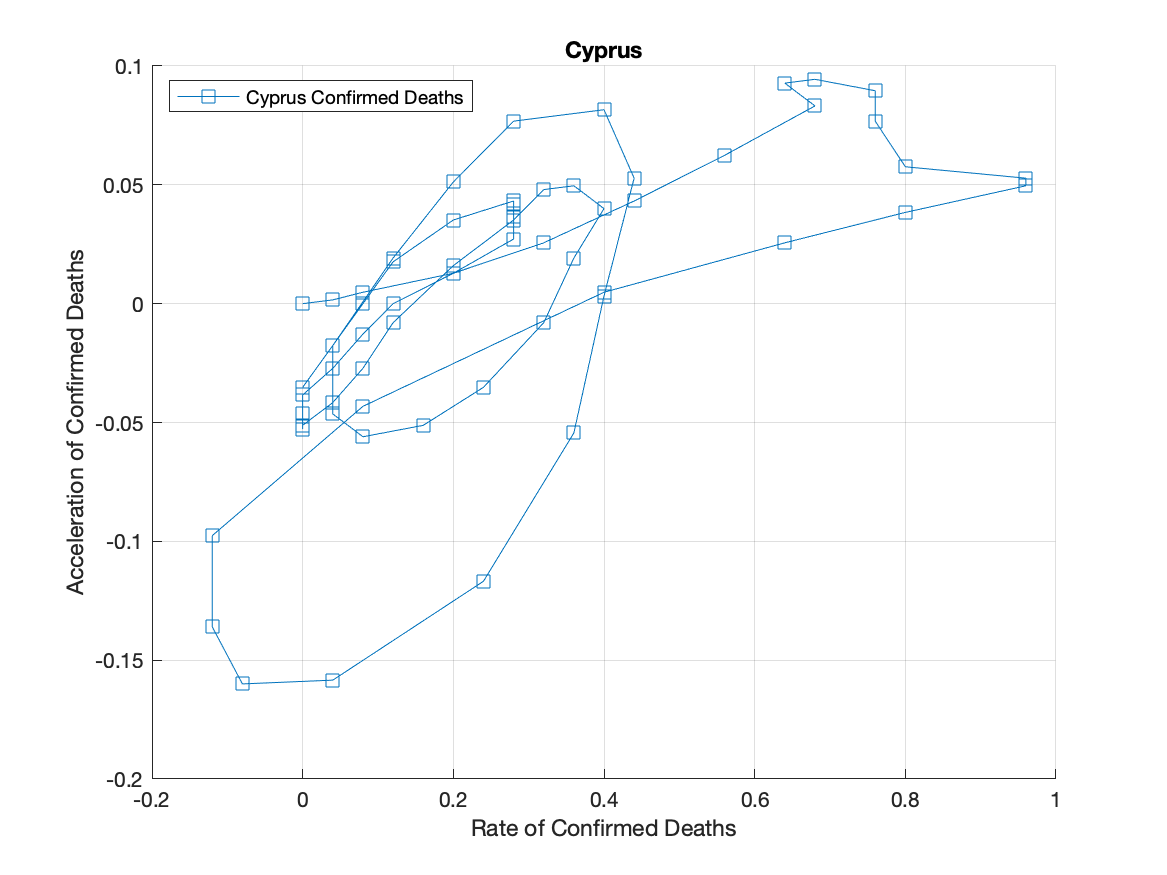 Cyprus
Cyprus Confirmed Deaths
0.1
0.05
0
-0.05
-0.1
-0.15
-0.2
Acceleration of Confirmed Deaths
-0.2 0 0.2 0.4 0.6 0.8 1
Rate of Confirmed Deaths